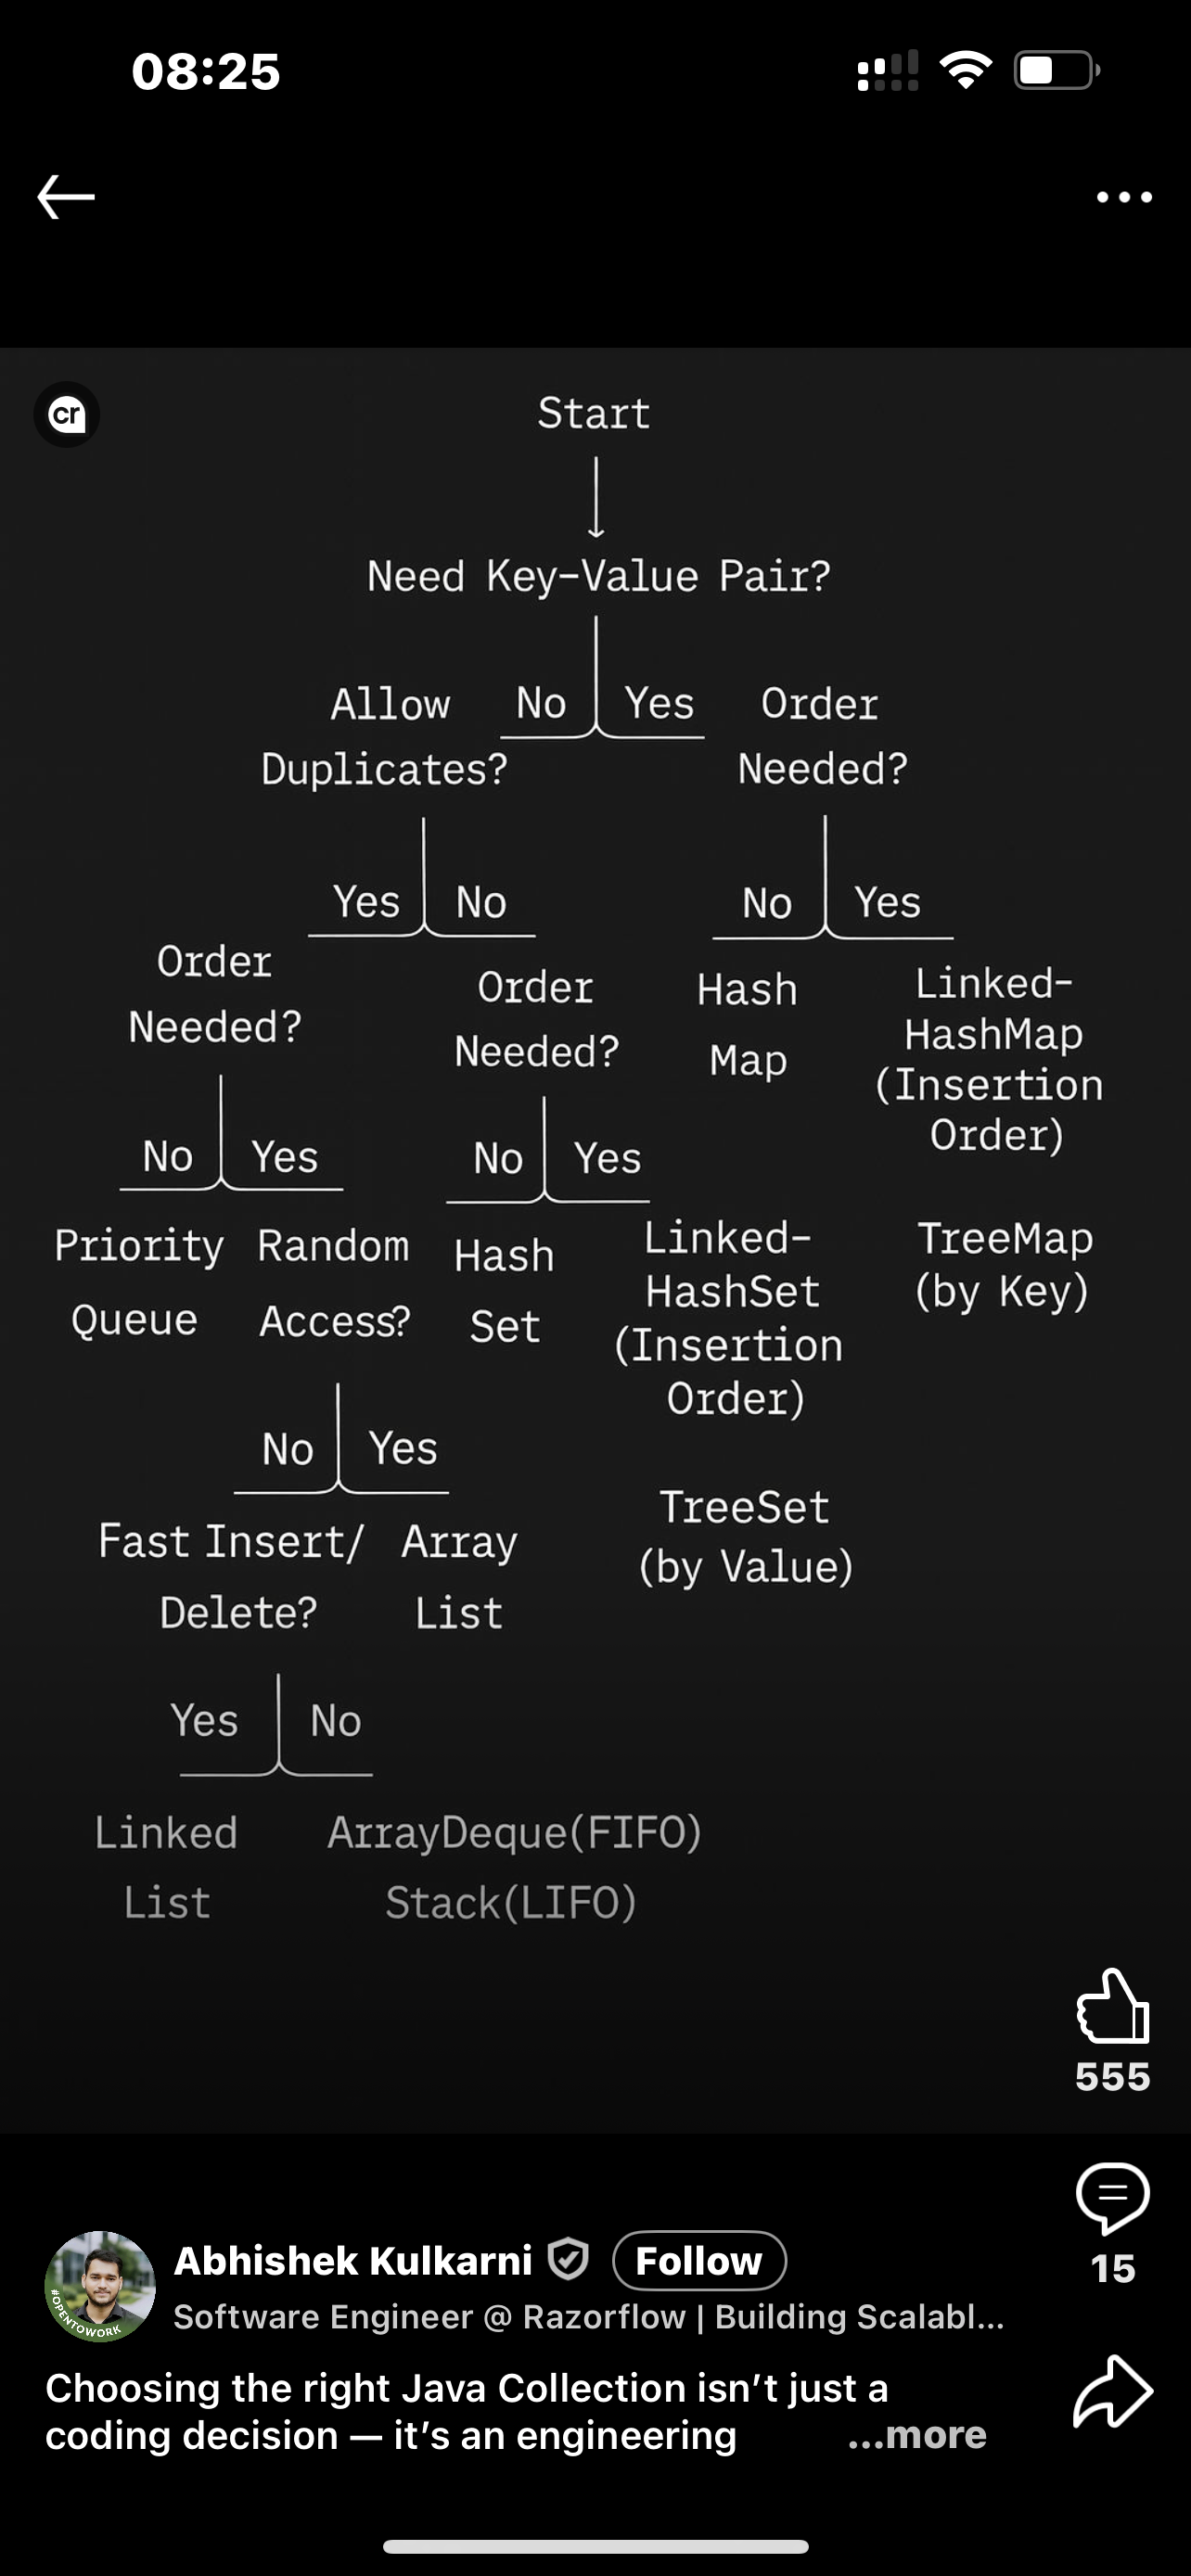 08:25
cr
Start
Need Key-Value Pair?
No Yes
Allow
Duplicates?
Order
Needed?
Yes No
No Yes
Order
Needed?
Order
Needed?
Hash
Map
Linked-
HashMap
(Insertion
Order)
TreeMap
(by Key)
No Yes
No Yes
Priority
Queue
Random
Access?
Hash
Set
Linked-
HashSet
(Insertion
Order)
TreeSet
(by Value)
No Yes
Fast Insert/
Delete?
Array
List
Yes No
Linked
List
ArrayDeque(FIFO)
Stack(LIFO)
555
15
#OPENTOWORK
Abhishek Kulkarni
Follow
Software Engineer @ Razorflow | Building Scalabl...
Choosing the right Java Collection isn’t just a
coding decision — it’s an engineering ...more